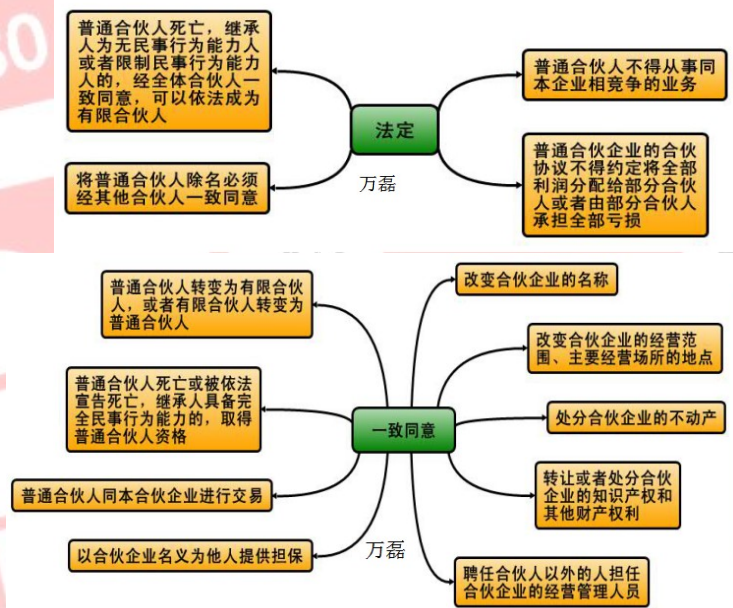 普通合伙人死亡，继承
人为无民事行为能力人
或者限制民事行为能力
人的，经全体合伙人一
致同意，可以依法成为
有限合伙人
将普通合伙人除名必须
经其他合伙人一致同意
法定
万磊
普通合伙人不得从事同
本企业相竞争的业务
普通合伙企业的合伙
协议不得约定将全部
利润分配给部分合伙
人或者由部分合伙人
承担全部亏损
普通合伙人转变为有限合伙
人，或者有限合伙人转变为
普通合伙人
普通合伙人死亡或被依法
宣告死亡，继承人具备完
全民事行为能力的，取得
普通合伙人资格
普通合伙人同本合伙企业进行交易
以合伙企业名义为他人提供担保
一致同意
万磊
改变合伙企业的名称
改变合伙企业的经营范
围、主要经营场所的地点
处分合伙企业的不动产
转让或者处分合伙
企业的知识产权和
其他财产权利
聘任合伙人以外的人担任
合伙企业的经营管理人员